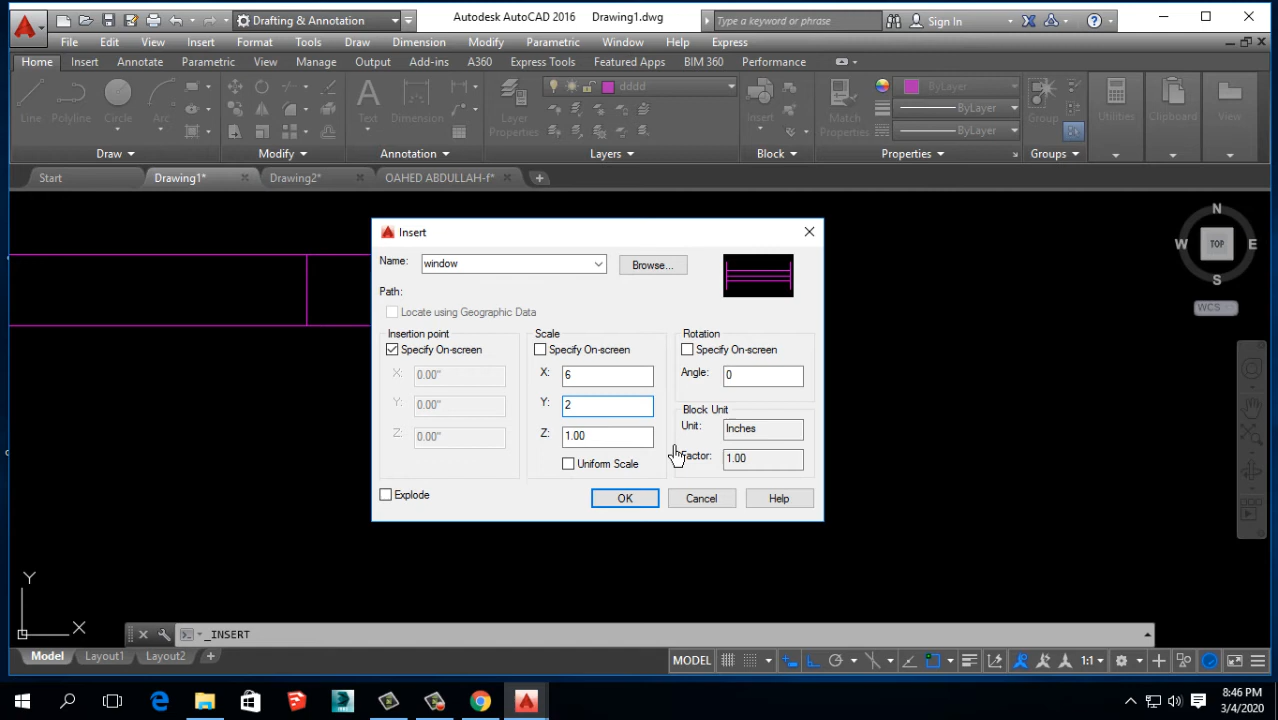 Drafting & Annotation
Autodesk AutoCAD 2016 Drawing1.dwg
Type a keyword or phrase
Sign In
File Edit View Insert Format Tools Draw Dimension Modify Parametric Window Help Express
Home Insert Annotate Parametric View Manage Output Add-ins A360 Express Tools Featured Apps BIM 360 Performance
dddd
ByLayer
Line Polyline Circle Arc Text Dimension Layer Properties Insert Match Properties Group Utilities Clipboard View
ByLayer
ByLayer
Draw Modify Annotation Layers Block Properties Groups
Start Drawing1* Drawing2* OAHED ABDULLAH-f*
N
W TOP E
S
WCS
Insert
Name: window Browse...
Path:
Locate using Geographic Data
Insertion point Scale Rotation
Specify On-screen Specify On-screen Specify On-screen
X: 0.00" X: 6 Angle: 0
Y: 0.00" Y: 2 Block Unit
Unit: Inches
Z: 0.00" Z: 1.00
Factor: 1.00
Uniform Scale
Explode OK Cancel Help
Y
X
_INSERT
Model Layout1 Layout2
MODEL 1:1
8:46 PM
3/4/2020